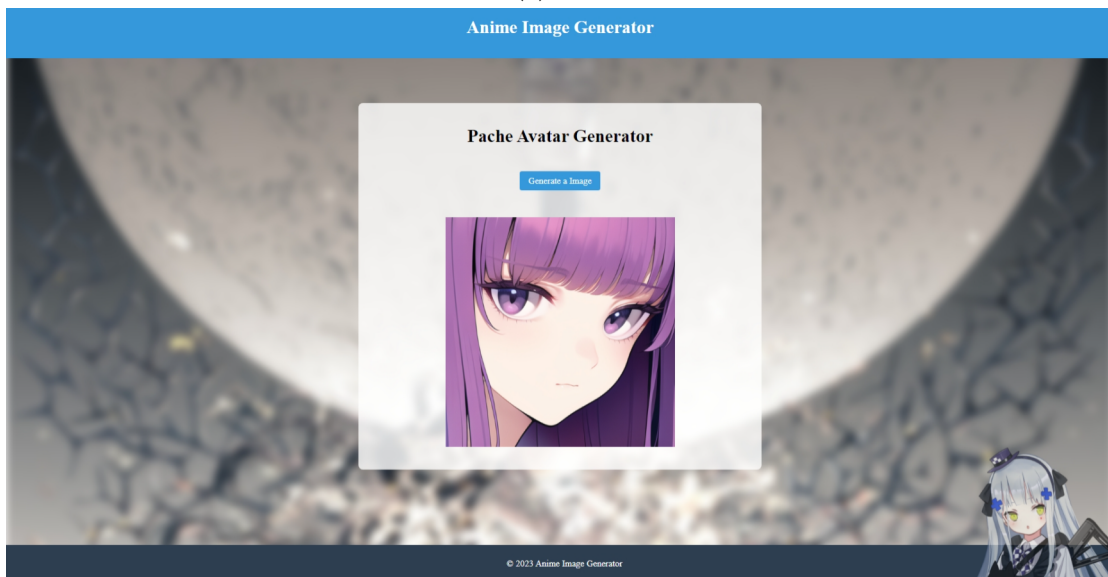 Anime Image Generator
Pache Avatar Generator
Generate a Image
© 2023 Anime Image Generator